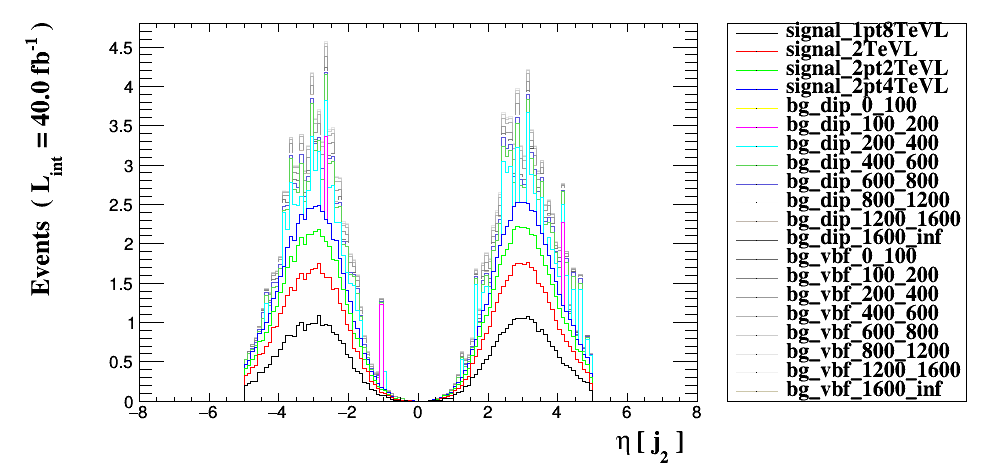 Events ( L_int = 40.0 fb^-1 )
4.5
4
3.5
3
2.5
2
1.5
1
0.5
0
−8 −6 −4 −2 0 2 4 6 8
η [ j_2 ]
signal_1pt8TeVL
signal_2TeVL
signal_2pt2TeVL
signal_2pt4TeVL
bg_dip_0_100
bg_dip_100_200
bg_dip_200_400
bg_dip_400_600
bg_dip_600_800
bg_dip_800_1200
bg_dip_1200_1600
bg_dip_1600_inf
bg_vbf_0_100
bg_vbf_100_200
bg_vbf_200_400
bg_vbf_400_600
bg_vbf_600_800
bg_vbf_800_1200
bg_vbf_1200_1600
bg_vbf_1600_inf